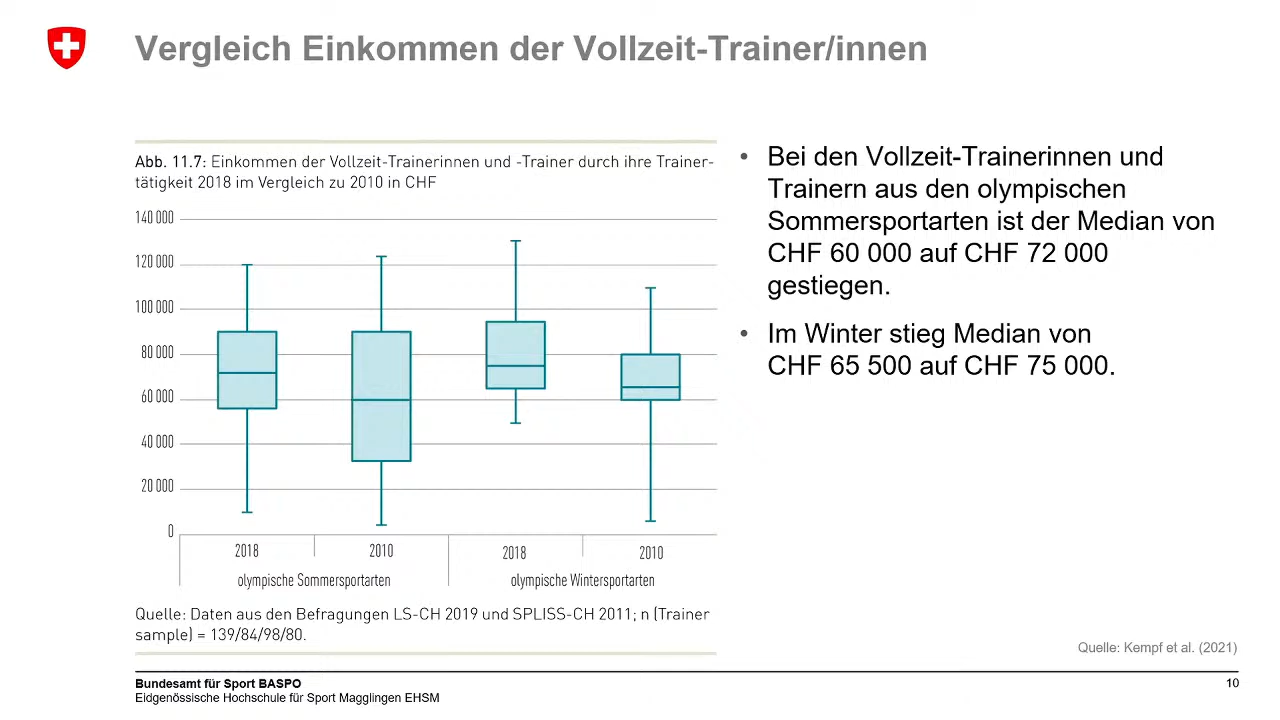 Vergleich Einkommen der Vollzeit-Trainer/innen
Abb. 11.7: Einkommen der Vollzeit-Trainerinnen und -Trainer durch ihre Trainer-
tätigkeit 2018 im Vergleich zu 2010 in CHF
140 000
120 000
100 000
80 000
60 000
40 000
20 000
0
2018
2010
2018
2010
olympische Sommersportarten
olympische Wintersportarten
Quelle: Daten aus den Befragungen LS-CH 2019 und SPLISS-CH 2011; n (Trainer
sample) = 139/84/98/80.
• Bei den Vollzeit-Trainerinnen und
Trainern aus den olympischen
Sommersportarten ist der Median von
CHF 60 000 auf CHF 72 000
gestiegen.
• Im Winter stieg Median von
CHF 65 500 auf CHF 75 000.
Quelle: Kempf et al. (2021)
Bundesamt für Sport BASPO
Eidgenössische Hochschule für Sport Magglingen EHSM
10